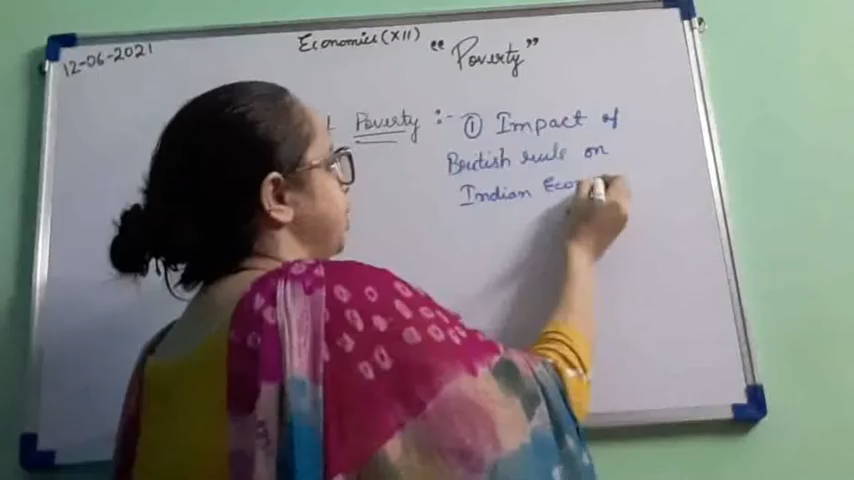 12-06-2021
Economics (XII)
"Poverty"
Poverty :- ① Impact of
British rule on
Indian